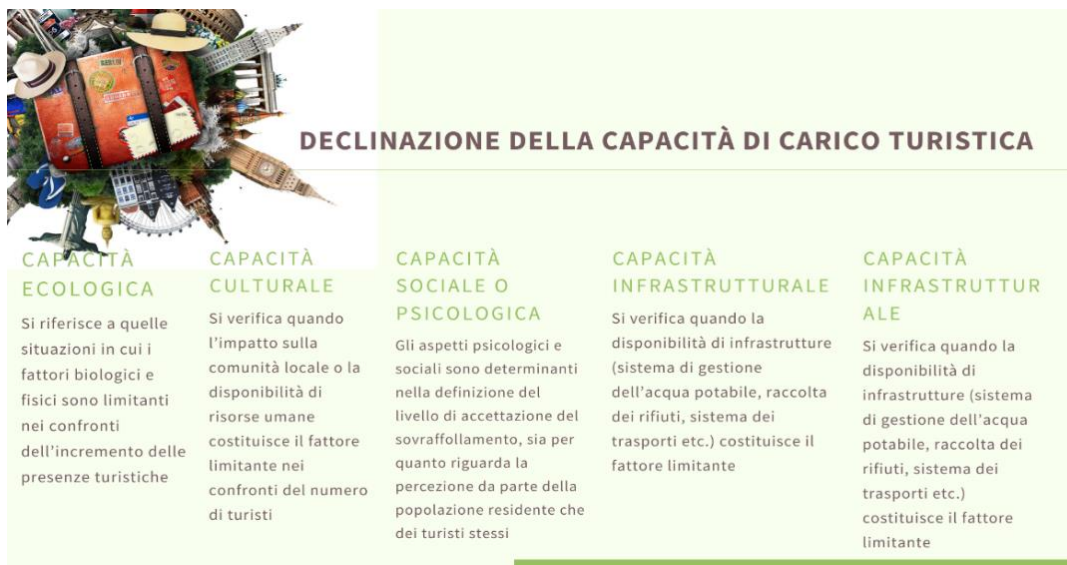 DECLINAZIONE DELLA CAPACITÀ DI CARICO TURISTICA
CAPACITÀ
ECOLOGICA
Si riferisce a quelle
situazioni in cui i
fattori biologici e
fisici sono limitanti
nei confronti
dell'incremento delle
presenze turistiche
CAPACITÀ
CULTURALE
Si verifica quando
l'impatto sulla
comunità locale o la
disponibilità di
risorse umane
costituisce il fattore
limitante nei
confronti del numero
di turisti
CAPACITÀ
SOCIALE O
PSICOLOGICA
Gli aspetti psicologici e
sociali sono determinanti
nella definizione del
livello di accettazione del
sovraffollamento, sia per
quanto riguarda la
percezione da parte della
popolazione residente che
dei turisti stessi
CAPACITÀ
INFRASTRUTTURALE
Si verifica quando la
disponibilità di infrastrutture
(sistema di gestione
dell'acqua potabile, raccolta
dei rifiuti, sistema dei
trasporti etc.) costituisce il
fattore limitante
CAPACITÀ
INFRASTRUTTUR
ALE
Si verifica quando la
disponibilità di
infrastrutture (sistema
di gestione dell'acqua
potabile, raccolta dei
rifiuti, sistema dei
trasporti etc.)
costituisce il fattore
limitante